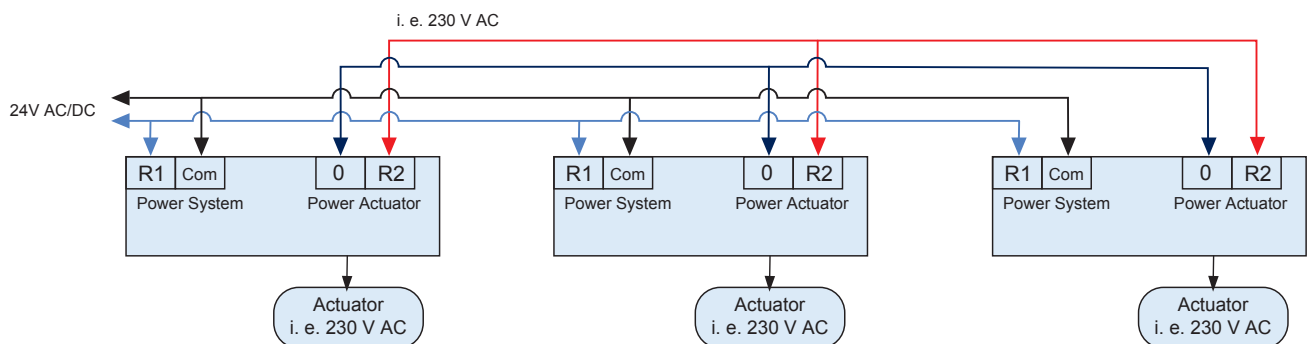 i. e. 230 V AC
24V AC/DC
R1 Com 0 R2
Power System Power Actuator
R1 Com 0 R2
Power System Power Actuator
R1 Com 0 R2
Power System Power Actuator
Actuator
i. e. 230 V AC
Actuator
i. e. 230 V AC
Actuator
i. e. 230 V AC